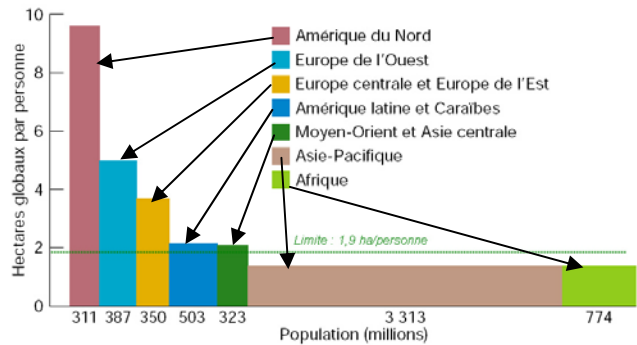 10
8
6
4
2
0
Hectares globaux par personne
Amérique du Nord
Europe de l'Ouest
Europe centrale et Europe de l'Est
Amérique latine et Caraïbes
Moyen-Orient et Asie centrale
Asie-Pacifique
Afrique
Limite : 1,9 ha/personne
311 387 350 503 323 3 313 774
Population (millions)